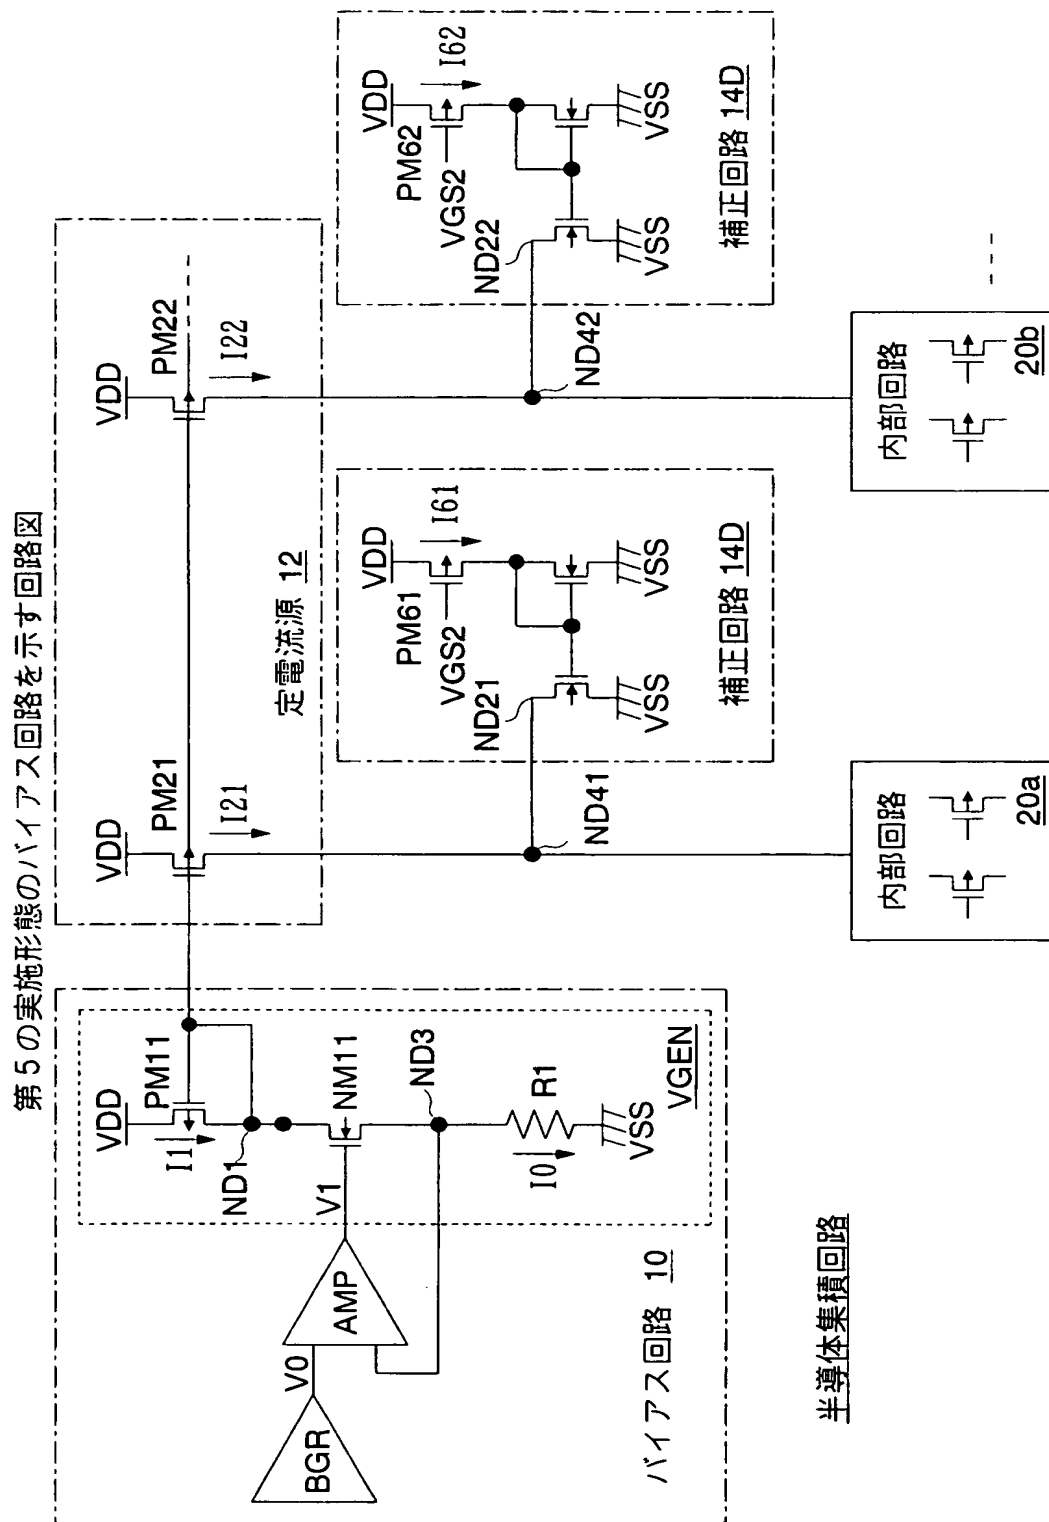 第５の実施形態のバイアス回路を示す回路図
VDD
PM11
I1
ND1
NM11
V1
ND3
R1
I0
VSS
VGEN
BGR
V0
AMP
バイアス回路 10
VDD
PM21
I21
VDD
PM22
I22
定電流源 12
VDD
PM61
I61
VGS2
ND21
VSS
VSS
補正回路 14D
ND41
VDD
PM62
I62
VGS2
ND22
VSS
VSS
補正回路 14D
ND42
内部回路
20a
内部回路
20b
半導体集積回路